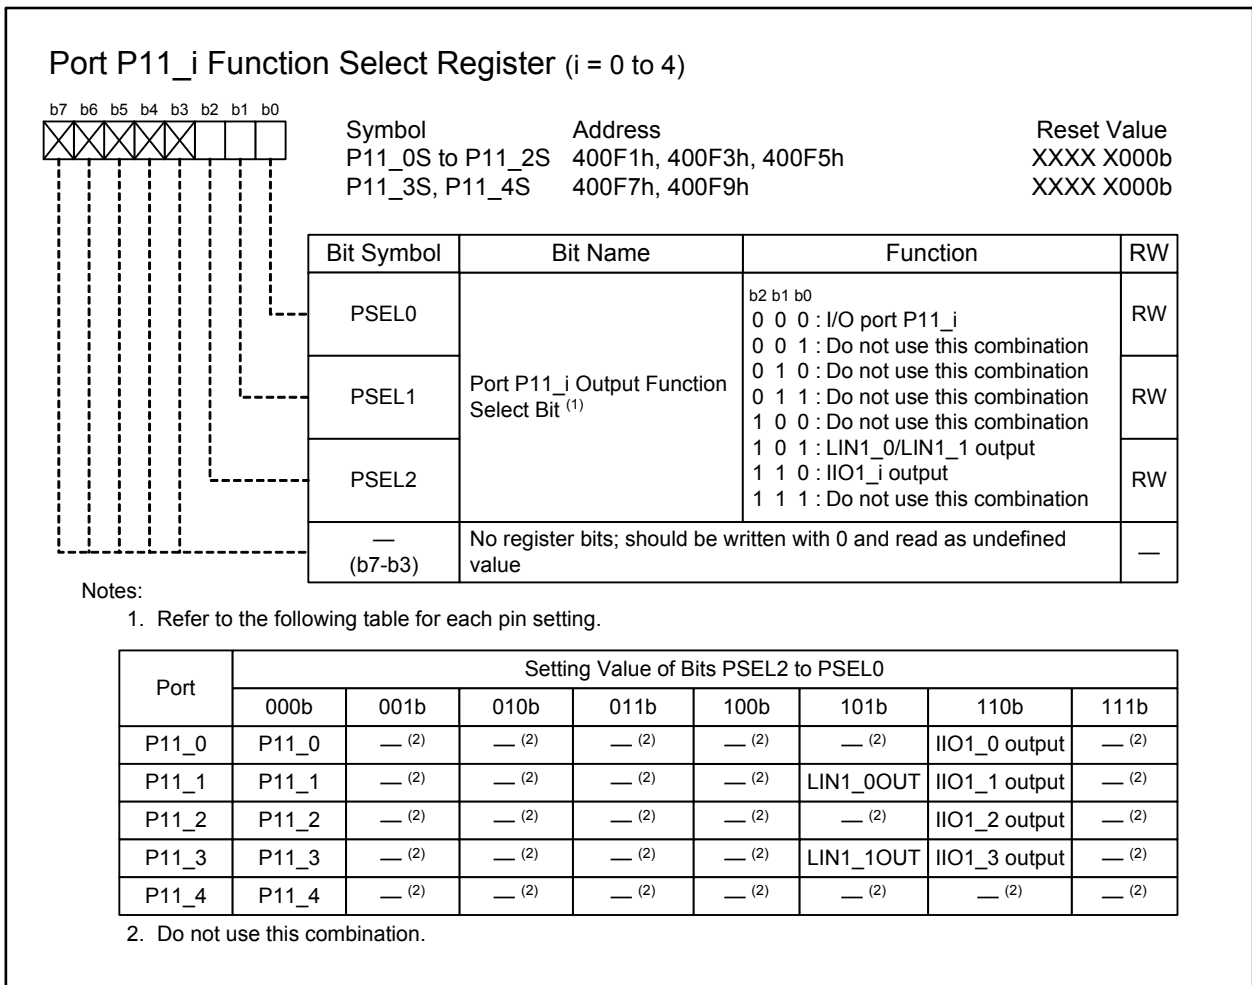 Port P11_i Function Select Register (i = 0 to 4)
b7 b6 b5 b4 b3 b2 b1 b0
Symbol Address Reset Value
P11_0S to P11_2S 400F1h, 400F3h, 400F5h XXXX X000b
P11_3S, P11_4S 400F7h, 400F9h XXXX X000b
Bit Symbol Bit Name Function RW
PSEL0 RW
PSEL1 Port P11_i Output Function Select Bit (1) RW
PSEL2 RW
b2 b1 b0
0 0 0 : I/O port P11_i
0 0 1 : Do not use this combination
0 1 0 : Do not use this combination
0 1 1 : Do not use this combination
1 0 0 : Do not use this combination
1 0 1 : LIN1_0/LIN1_1 output
1 1 0 : IIO1_i output
1 1 1 : Do not use this combination
— (b7-b3) No register bits; should be written with 0 and read as undefined value —
Notes:
1. Refer to the following table for each pin setting.
Port Setting Value of Bits PSEL2 to PSEL0
000b 001b 010b 011b 100b 101b 110b 111b
P11_0 P11_0 — (2) — (2) — (2) — (2) — (2) IIO1_0 output — (2)
P11_1 P11_1 — (2) — (2) — (2) — (2) LIN1_0OUT IIO1_1 output — (2)
P11_2 P11_2 — (2) — (2) — (2) — (2) — (2) IIO1_2 output — (2)
P11_3 P11_3 — (2) — (2) — (2) — (2) LIN1_1OUT IIO1_3 output — (2)
P11_4 P11_4 — (2) — (2) — (2) — (2) — (2) — (2) — (2)
2. Do not use this combination.